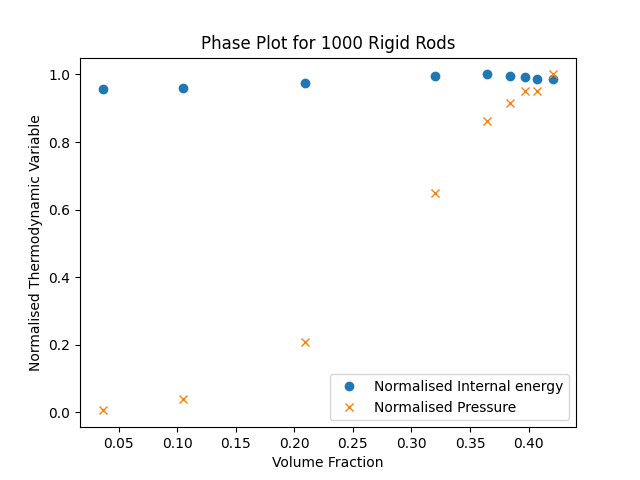 Phase Plot for 1000 Rigid Rods
1.0
0.8
0.6
0.4
0.2
0.0
Normalised Thermodynamic Variable
Normalised Internal energy
Normalised Pressure
0.05 0.10 0.15 0.20 0.25 0.30 0.35 0.40
Volume Fraction